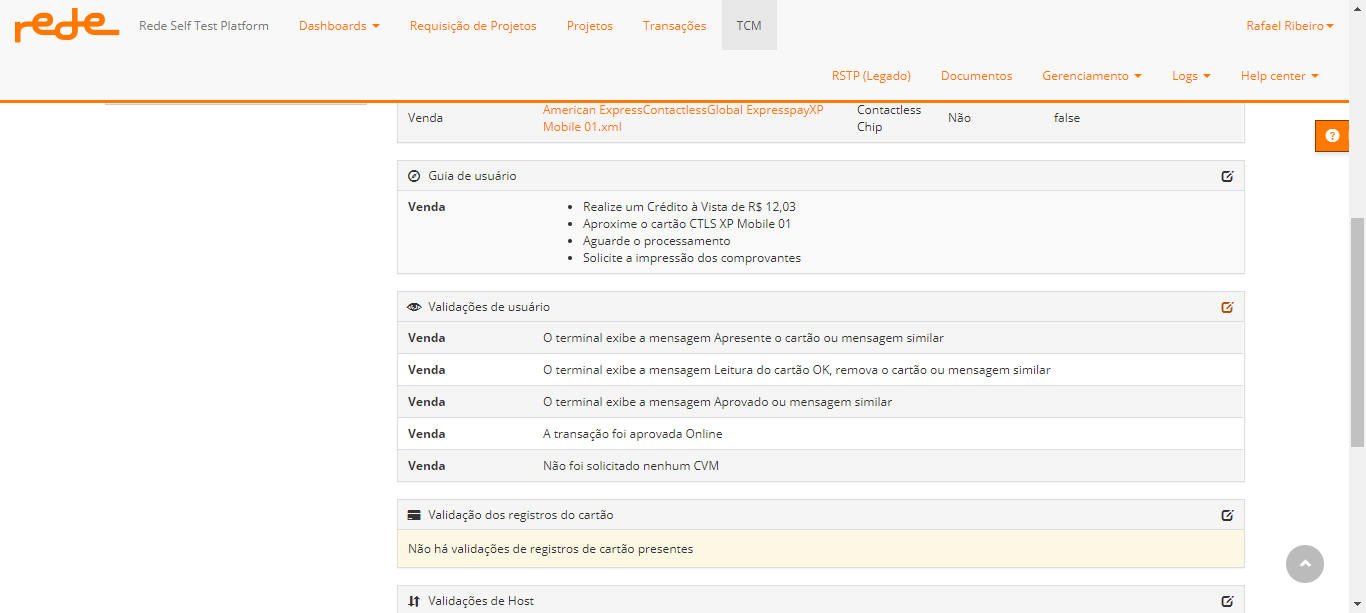 rede Rede Self Test Platform Dashboards Requisição de Projetos Projetos Transações TCM Rafael Ribeiro
RSTP (Legado) Documentos Gerenciamento Logs Help center
Venda American ExpressContactlessGlobal ExpresspayXP Mobile 01.xml Contactless Chip Não false
Guia de usuário
Venda
Realize um Crédito à Vista de R$ 12,03
Aproxime o cartão CTLS XP Mobile 01
Aguarde o processamento
Solicite a impressão dos comprovantes
Validações de usuário
Venda O terminal exibe a mensagem Apresente o cartão ou mensagem similar
Venda O terminal exibe a mensagem Leitura do cartão OK, remova o cartão ou mensagem similar
Venda O terminal exibe a mensagem Aprovado ou mensagem similar
Venda A transação foi aprovada Online
Venda Não foi solicitado nenhum CVM
Validação dos registros do cartão
Não há validações de registros de cartão presentes
Validações de Host